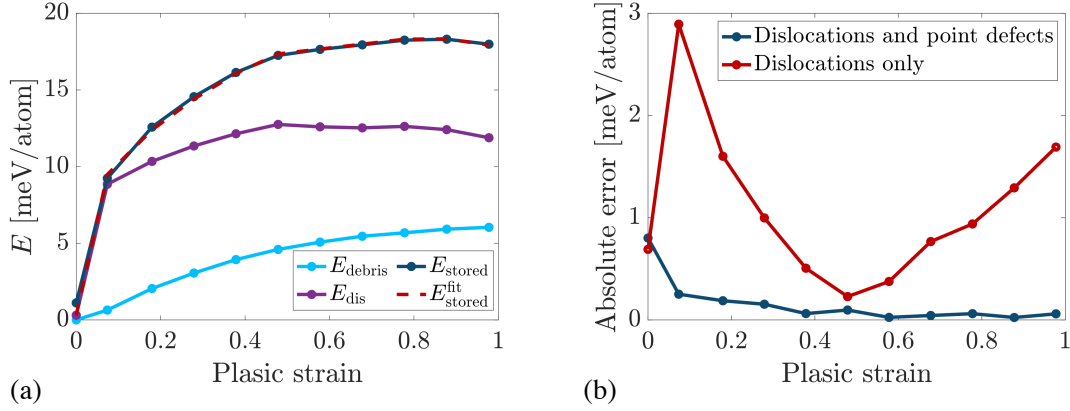 20
15
10
5
0
E [meV/atom]
E_debris
E_stored
E_dis
E_stored^fit
0
0.2
0.4
0.6
0.8
1
Plasic strain
(a)
3
2
1
0
Absolute error [meV/atom]
Dislocations and point defects
Dislocations only
0
0.2
0.4
0.6
0.8
1
Plasic strain
(b)